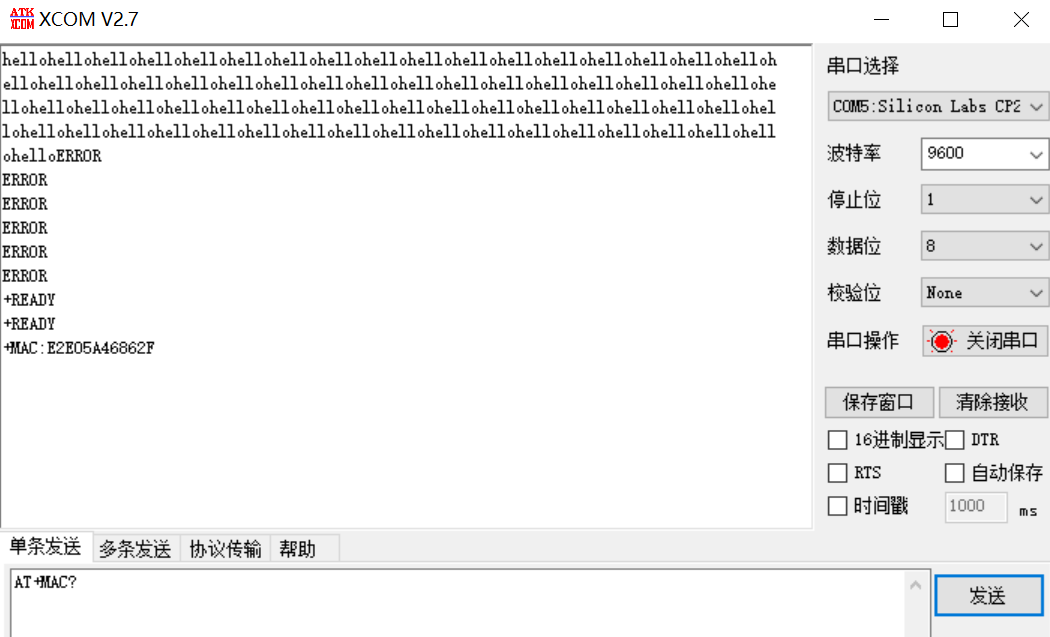 XCOM V2.7
hellohellohellohellohellohellohellohellohellohellohellohellohellohellohellohellohelloh
ellohellohellohellohellohellohellohellohellohellohellohellohellohellohellohellohellohe
llohellohellohellohellohellohellohellohellohellohellohellohellohellohellohellohellohel
lohellohellohellohellohellohellohellohellohellohellohellohellohellohellohellohellohell
ohelloERROR
ERROR
ERROR
ERROR
ERROR
ERROR
+READY
+READY
+MAC:E2E05A46862F
串口选择
COM5:Silicon Labs CP2
波特率 9600
停止位 1
数据位 8
校验位 None
串口操作 关闭串口
保存窗口 清除接收
16进制显示 DTR
RTS 自动保存
时间戳 1000 ms
单条发送 多条发送 协议传输 帮助
AT+MAC?
发送